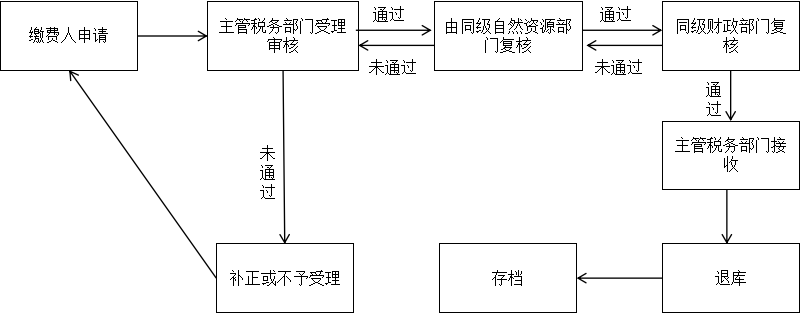 缴费人申请
主管税务部门受理
审核
通过
未通过
由同级自然资源部
门复核
通过
未通过
同级财政部门复
核
通
过
主管税务部门接
收
未
通
过
补正或不予受理
存档
退库